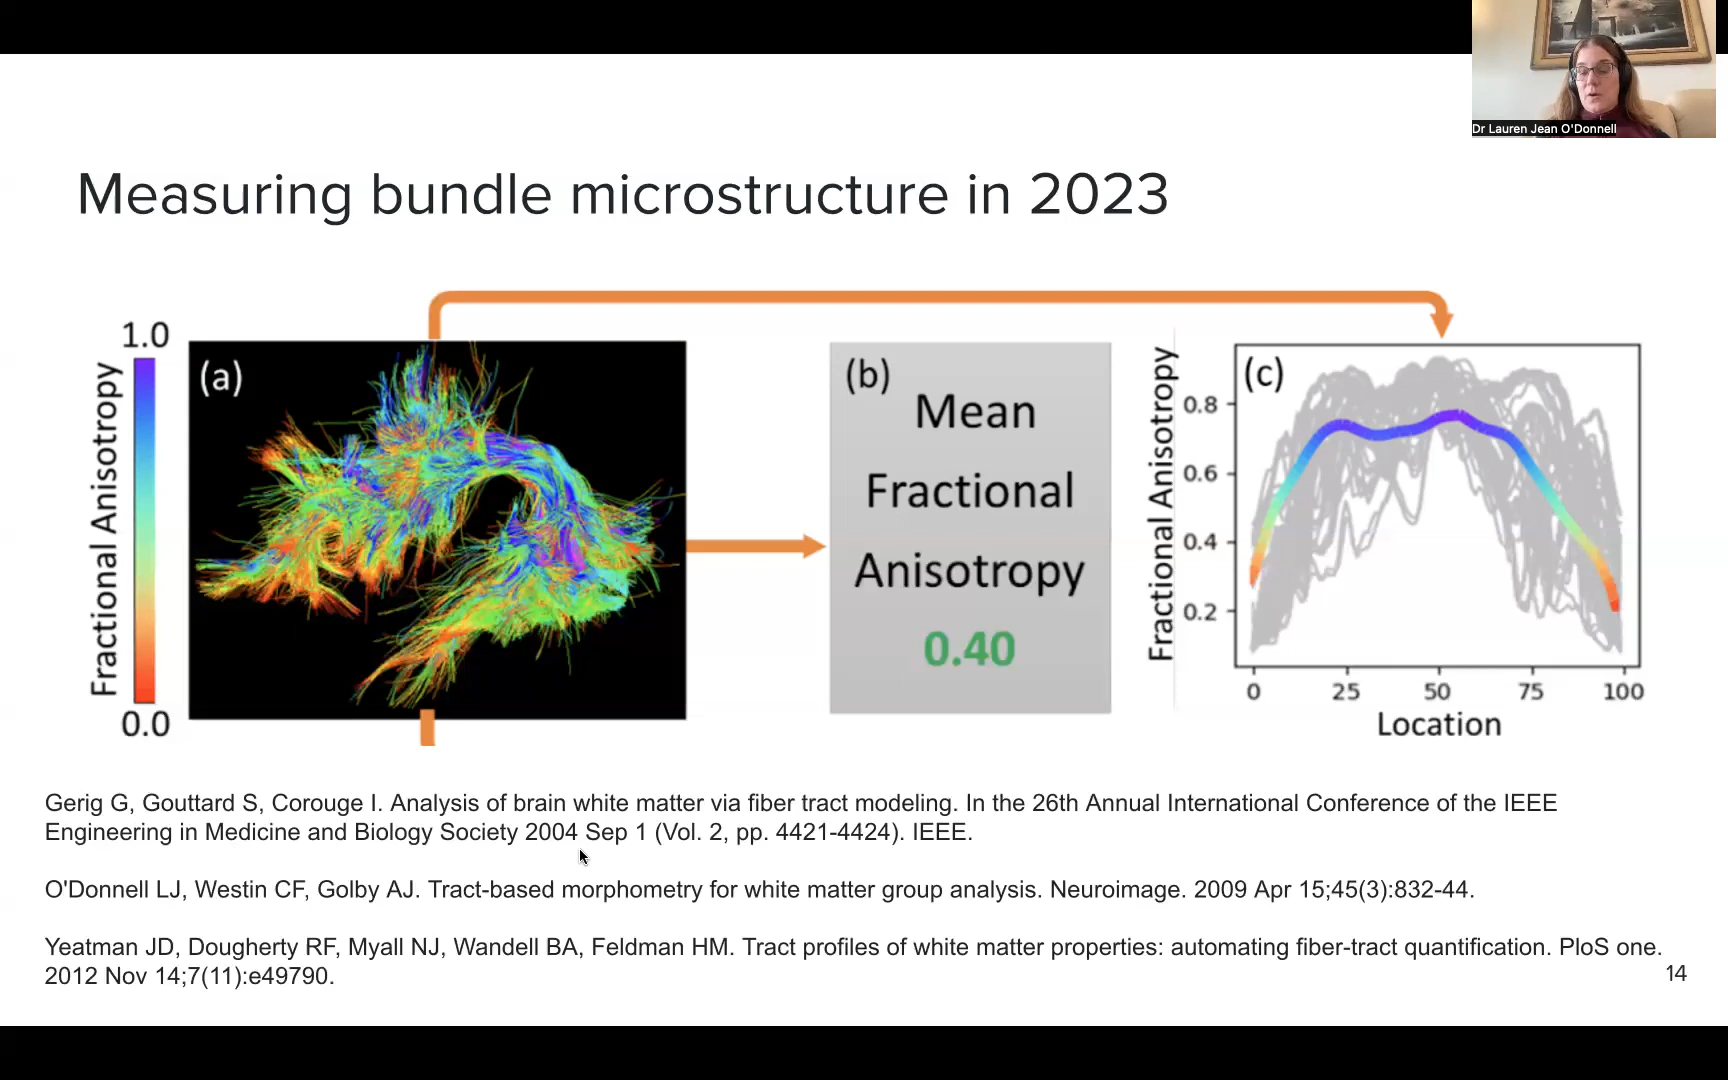 Dr Lauren Jean O'Donnell
Measuring bundle microstructure in 2023
1.0
Fractional Anisotropy
0.0
(a)
(b)
Mean
Fractional
Anisotropy
0.40
(c)
Fractional Anisotropy
0.8
0.6
0.4
0.2
0 25 50 75 100
Location
Gerig G, Gouttard S, Corouge I. Analysis of brain white matter via fiber tract modeling. In the 26th Annual International Conference of the IEEE
Engineering in Medicine and Biology Society 2004 Sep 1 (Vol. 2, pp. 4421-4424). IEEE.
O'Donnell LJ, Westin CF, Golby AJ. Tract-based morphometry for white matter group analysis. Neuroimage. 2009 Apr 15;45(3):832-44.
Yeatman JD, Dougherty RF, Myall NJ, Wandell BA, Feldman HM. Tract profiles of white matter properties: automating fiber-tract quantification. PloS one.
2012 Nov 14;7(11):e49790.
14